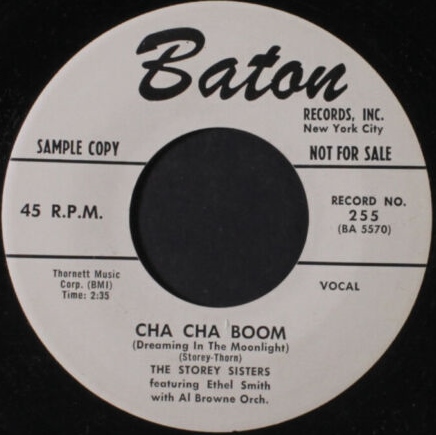 Baton
RECORDS, INC.
New York City
SAMPLE COPY
NOT FOR SALE
45 R.P.M.
RECORD NO.
255
(BA 5570)
Thornett Music
Corp. (BMI)
Time: 2:35
VOCAL
CHA CHA BOOM
(Dreaming In The Moonlight)
(Storey-Thorn)
THE STOREY SISTERS
featuring Ethel Smith
with Al Browne Orch.